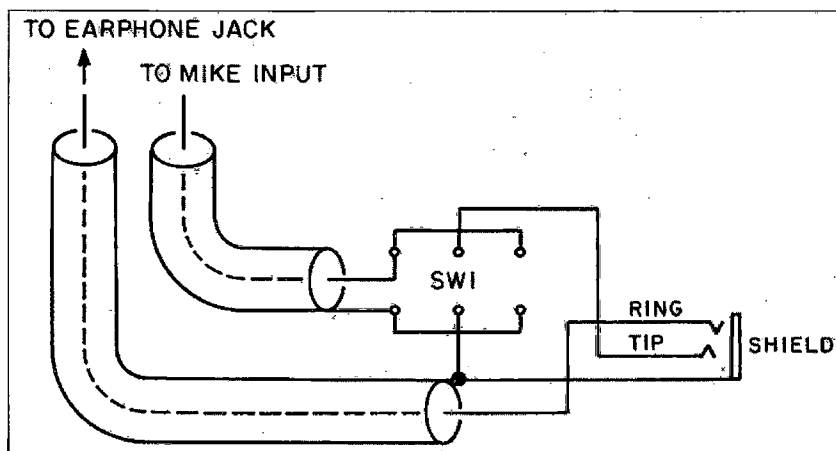 TO EARPHONE JACK
TO MIKE INPUT
SW1
RING
TIP
SHIELD